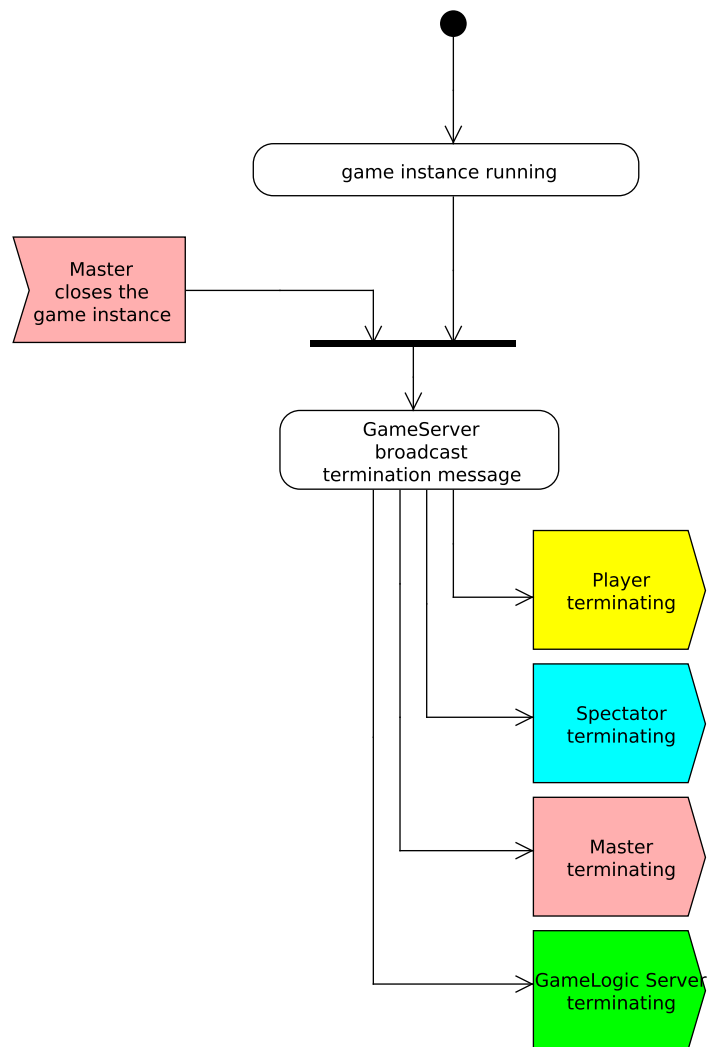 game instance running
Master
closes the
game instance
GameServer
broadcast
termination message
Player
terminating
Spectator
terminating
Master
terminating
GameLogic Server
terminating